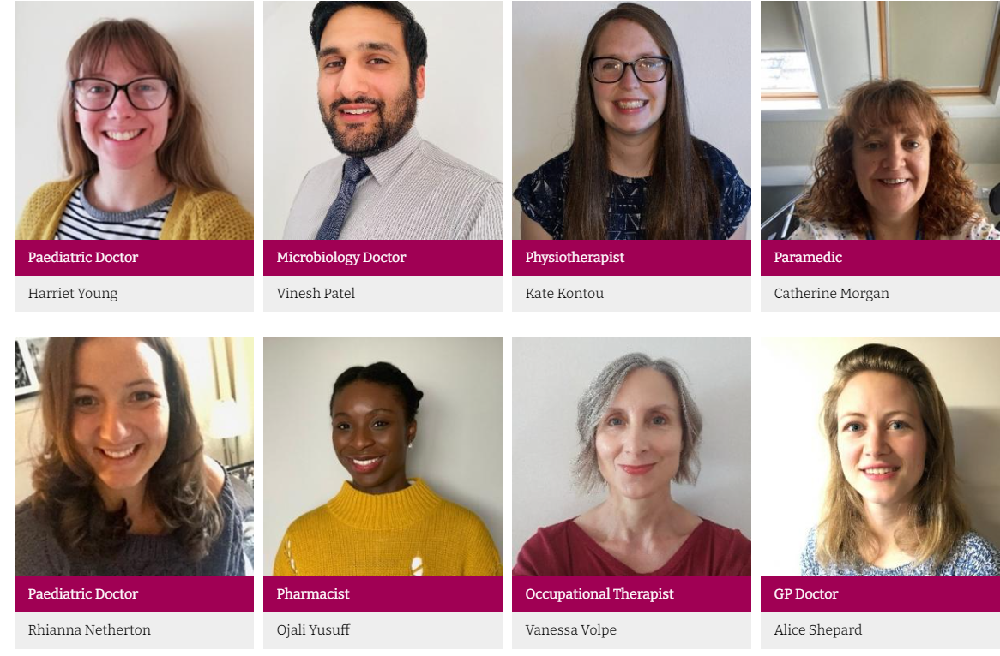 Paediatric Doctor
Harriet Young
Microbiology Doctor
Vinesh Patel
Physiotherapist
Kate Kontou
Paramedic
Catherine Morgan
Paediatric Doctor
Rhianna Netherton
Pharmacist
Ojali Yusuff
Occupational Therapist
Vanessa Volpe
GP Doctor
Alice Shepard